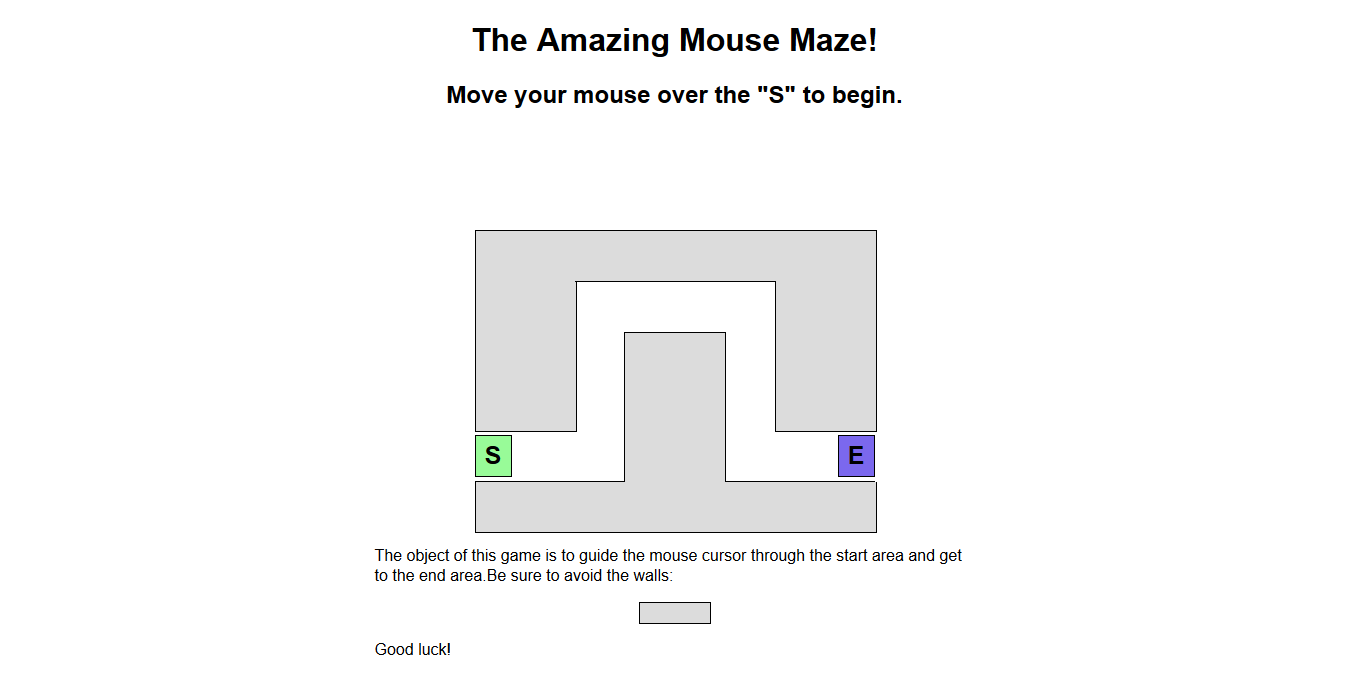 The Amazing Mouse Maze!
Move your mouse over the "S" to begin.
S
E
The object of this game is to guide the mouse cursor through the start area and get
to the end area.Be sure to avoid the walls:
Good luck!